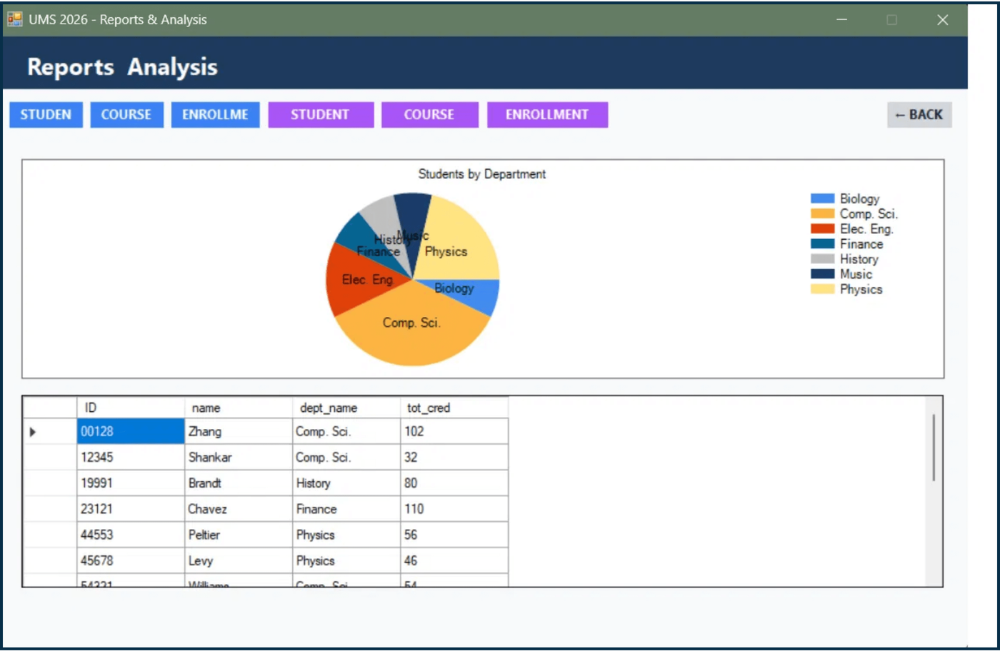 UMS 2026 - Reports & Analysis
Reports Analysis
STUDEN COURSE ENROLLME STUDENT COURSE ENROLLMENT ← BACK
Students by Department
Music
History
Finance
Physics
Elec. Eng.
Biology
Comp. Sci.
Biology
Comp. Sci.
Elec. Eng.
Finance
History
Music
Physics
ID name dept_name tot_cred
00128 Zhang Comp. Sci. 102
12345 Shankar Comp. Sci. 32
19991 Brandt History 80
23121 Chavez Finance 110
44553 Peltier Physics 56
45678 Levy Physics 46
54321 Williams Comp. Sci. 54